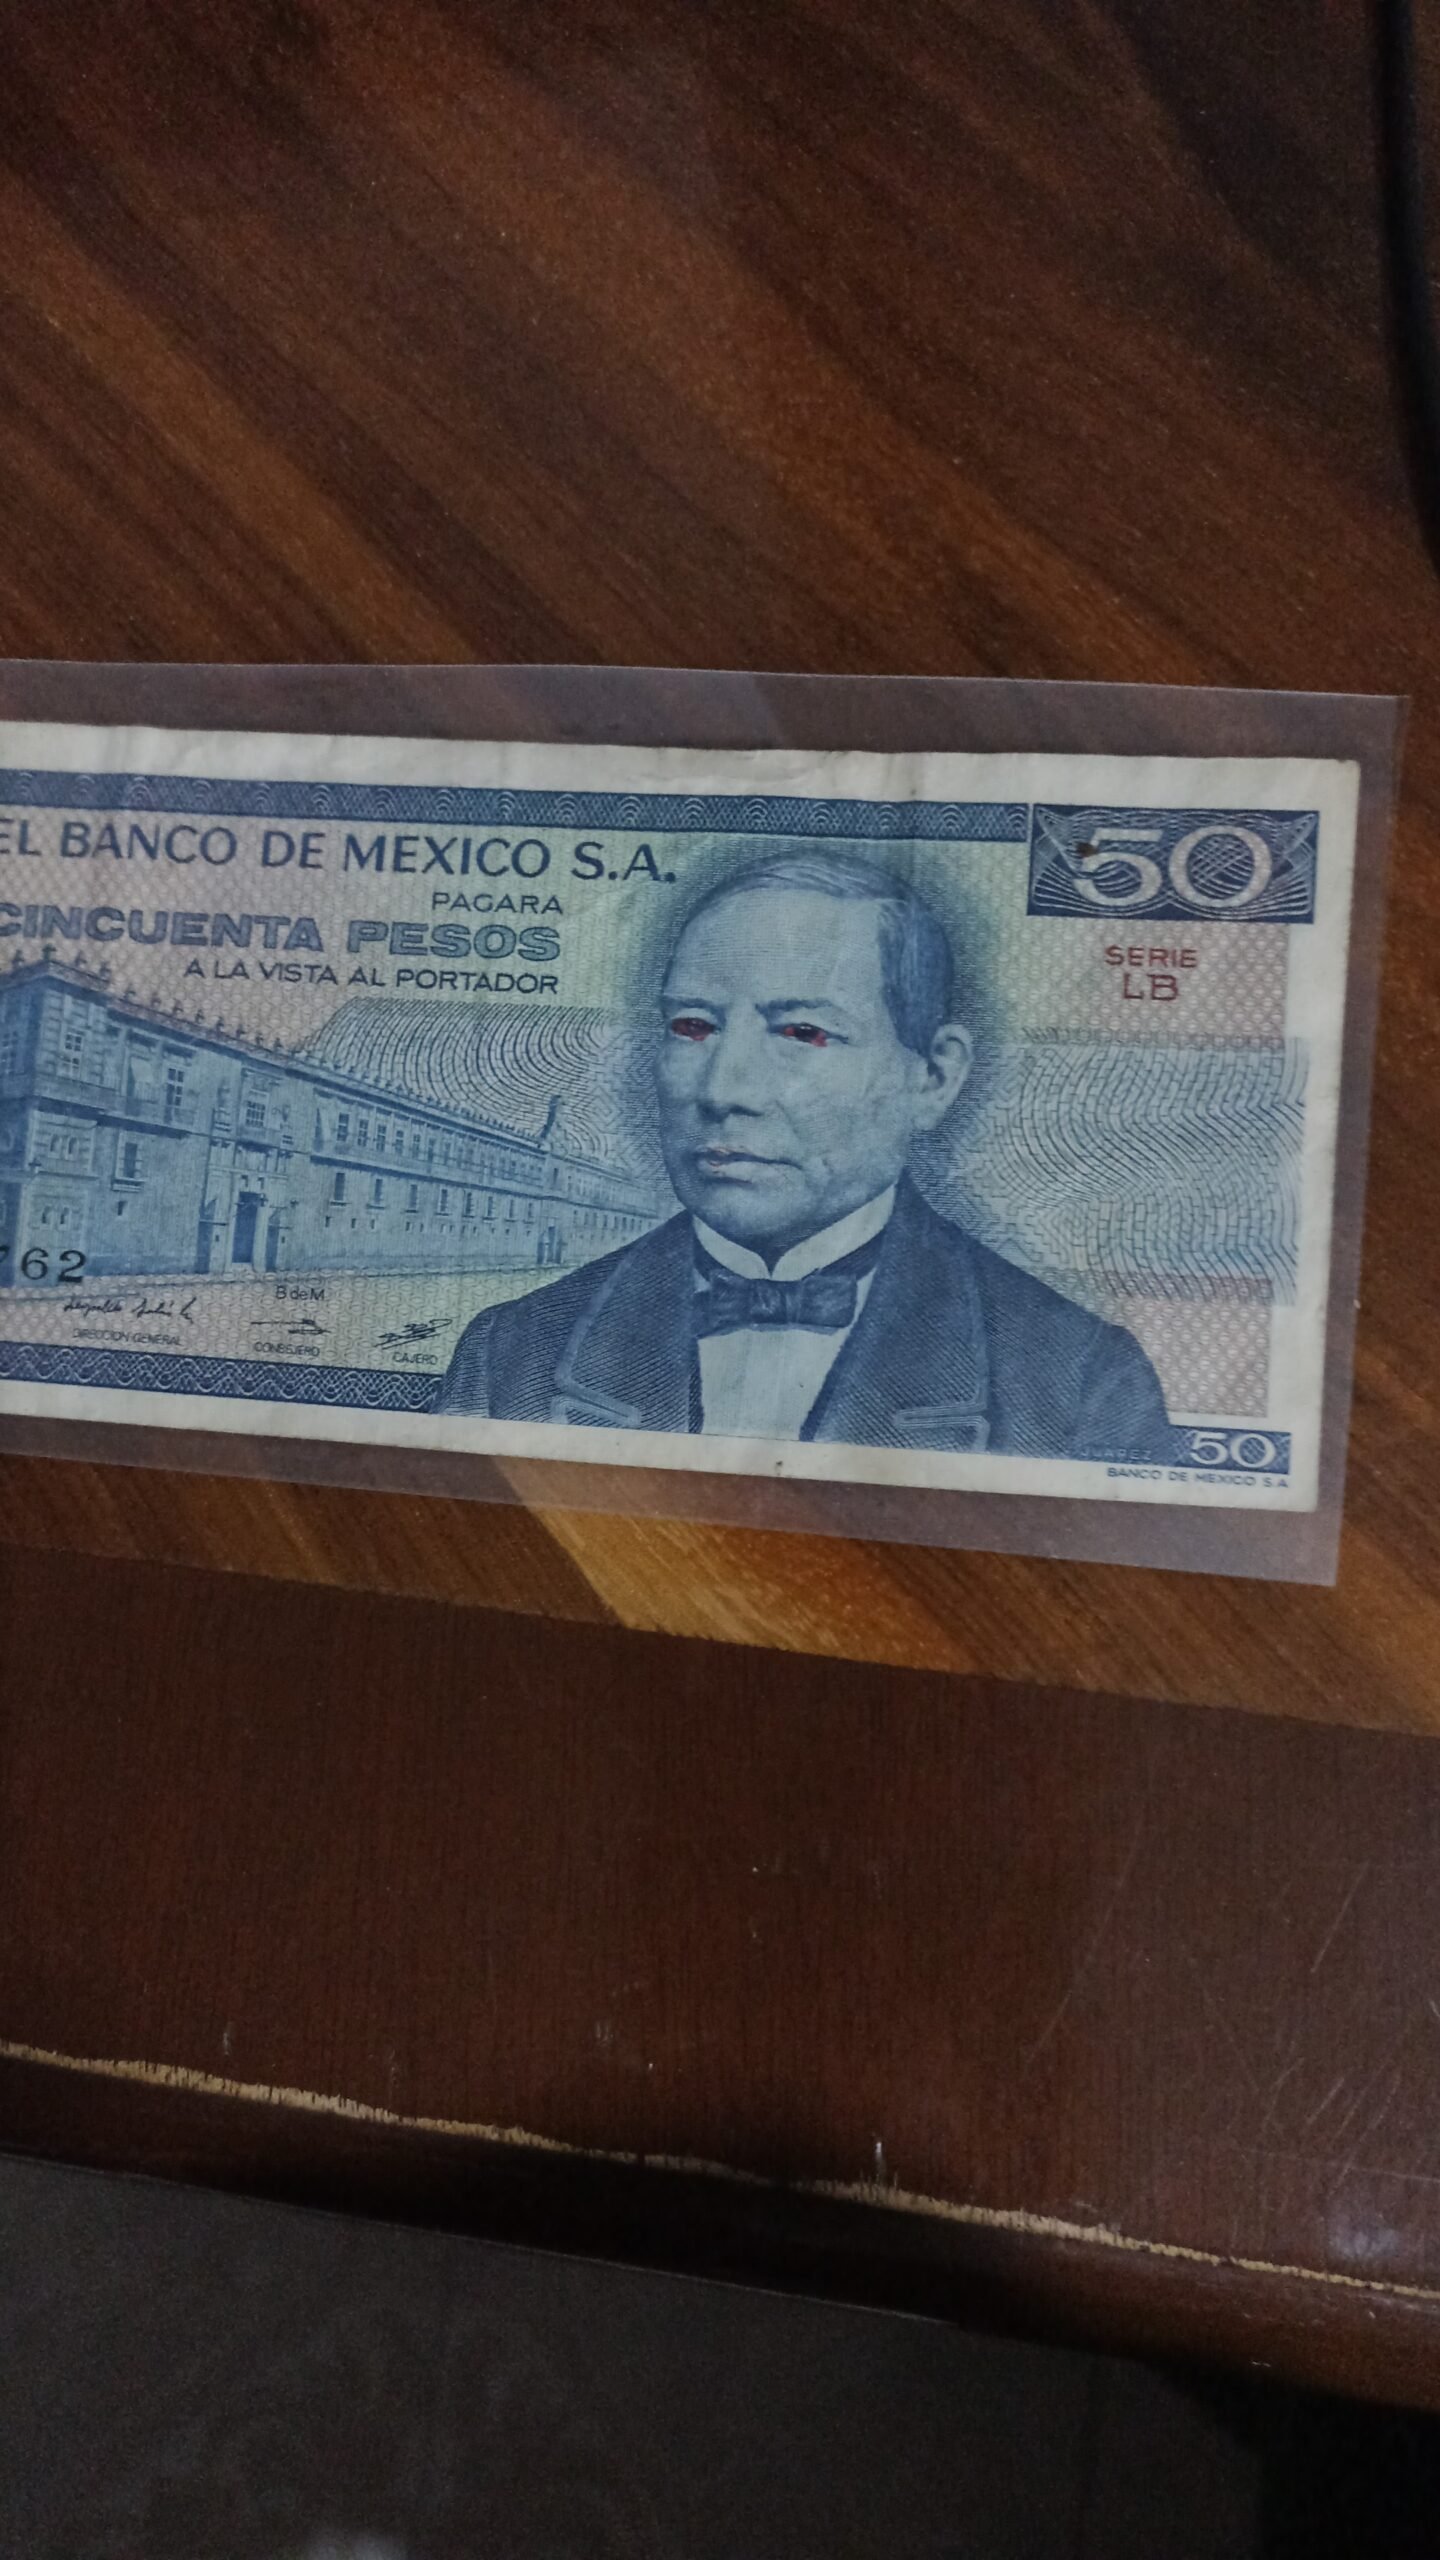 EL BANCO DE MEXICO S.A.
50
PAGARA
CINCUENTA PESOS
A LA VISTA AL PORTADOR
SERIE
LB
762
B de M
DIRECCION GENERAL
CONSEJERO
CAJERO
JUAREZ
50
BANCO DE MEXICO S A